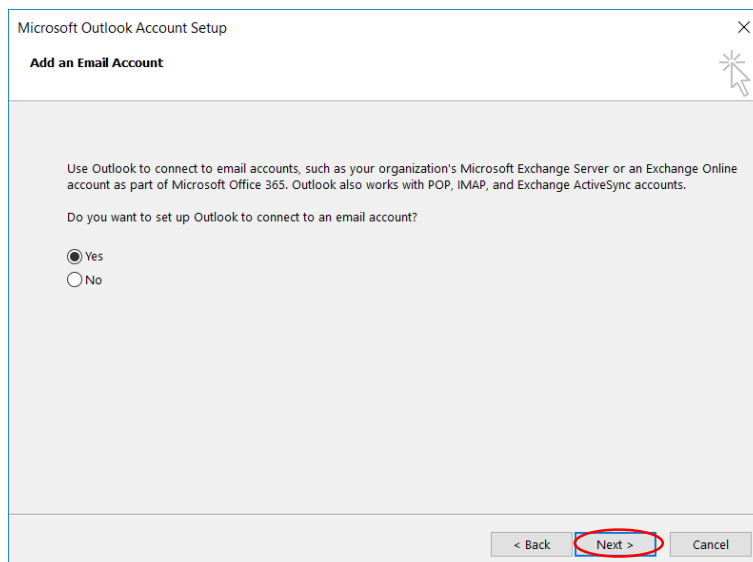 Microsoft Outlook Account Setup
Add an Email Account
Use Outlook to connect to email accounts, such as your organization's Microsoft Exchange Server or an Exchange Online
account as part of Microsoft Office 365. Outlook also works with POP, IMAP, and Exchange ActiveSync accounts.
Do you want to set up Outlook to connect to an email account?
Yes
No
< Back Next > Cancel